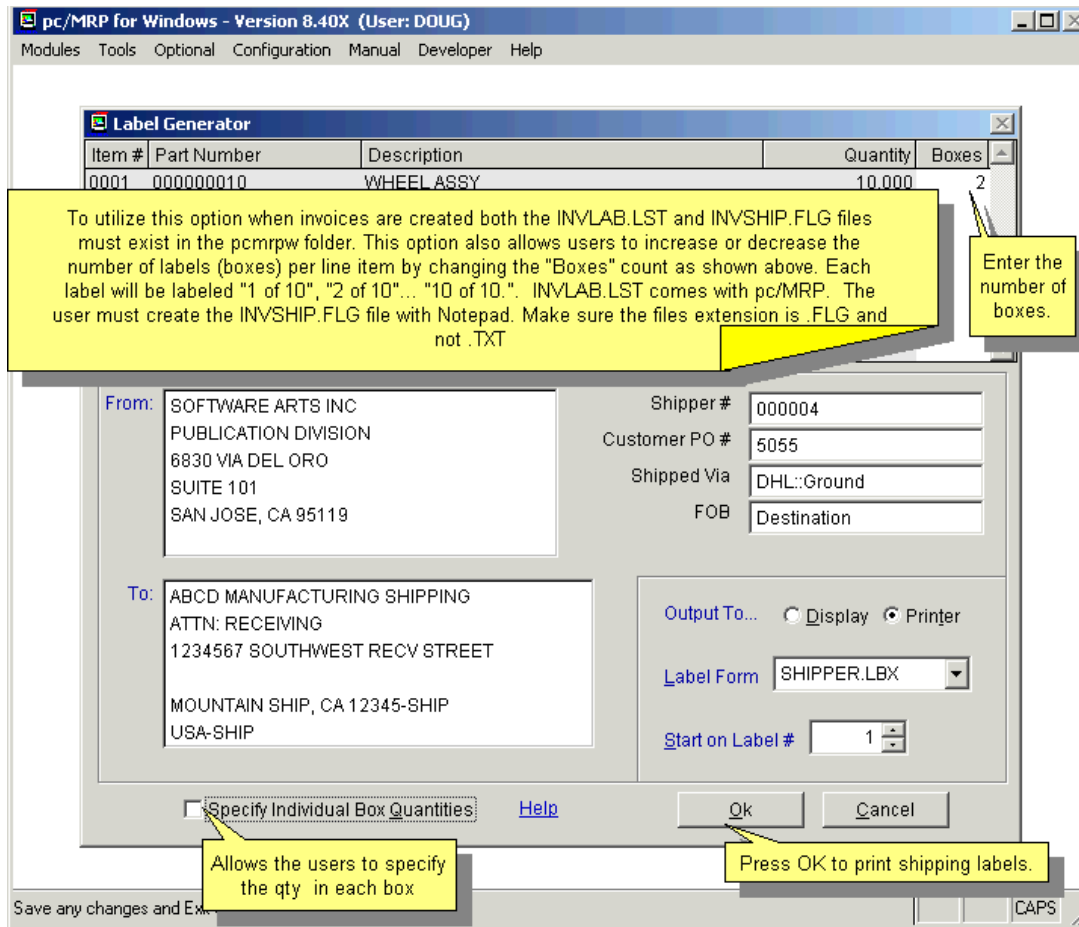 pc/MRP for Windows - Version 8.40X (User: DOUG)
Modules Tools Optional Configuration Manual Developer Help
Label Generator
Item # Part Number Description Quantity Boxes
0001 000000010 WHEEL ASSY 10.000 2
To utilize this option when invoices are created both the INVLAB.LST and INVSHIP.FLG files
must exist in the pcmrpw folder. This option also allows users to increase or decrease the
number of labels (boxes) per line item by changing the "Boxes" count as shown above. Each
label will be labeled "1 of 10", "2 of 10"... "10 of 10.". INVLAB.LST comes with pc/MRP. The
user must create the INVSHIP.FLG file with Notepad. Make sure the files extension is .FLG and
not .TXT
Enter the
number of
boxes.
From:
SOFTWARE ARTS INC
PUBLICATION DIVISION
6830 VIA DEL ORO
SUITE 101
SAN JOSE, CA 95119
Shipper # 000004
Customer PO # 5055
Shipped Via DHL::Ground
FOB Destination
To:
ABCD MANUFACTURING SHIPPING
ATTN: RECEIVING
1234567 SOUTHWEST RECV STREET
MOUNTAIN SHIP, CA 12345-SHIP
USA-SHIP
Output To... Display Printer
Label Form SHIPPER.LBX
Start on Label # 1
Specify Individual Box Quantities Help Ok Cancel
Allows the users to specify
the qty in each box
Press OK to print shipping labels.
Save any changes and CAPS